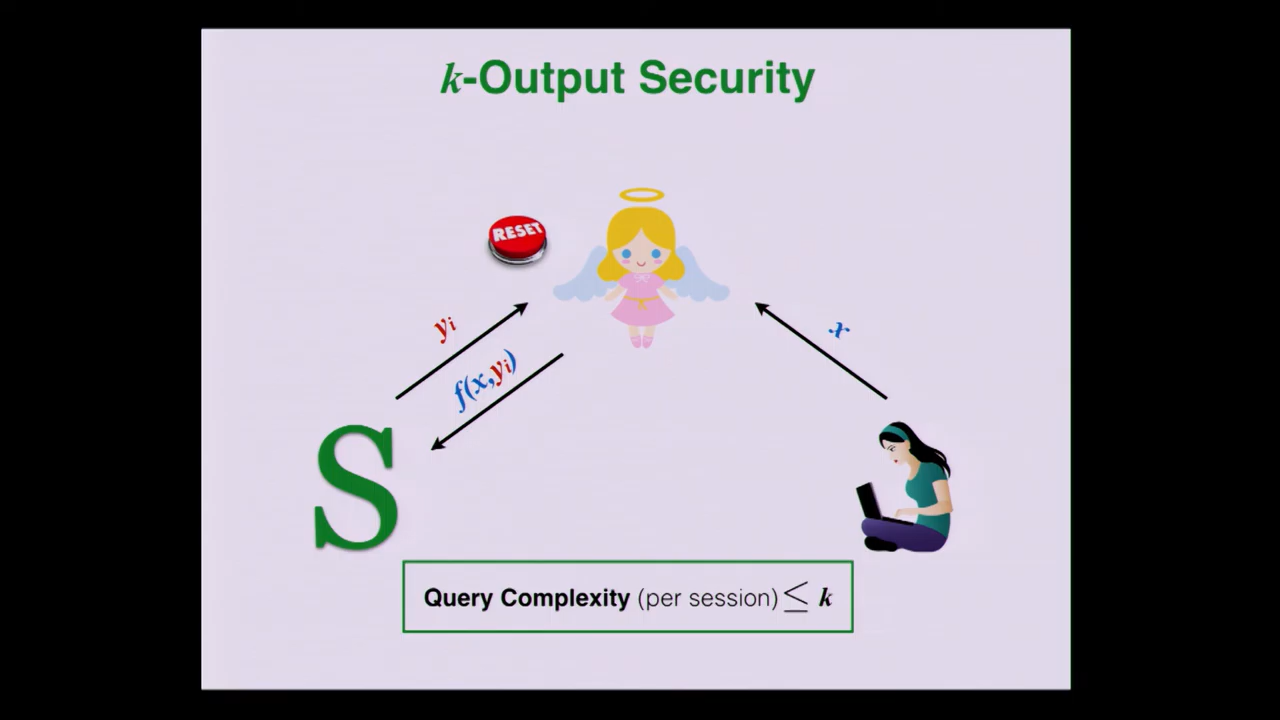 k-Output Security
RESET
yᵢ
x
f(x,yᵢ)
S
Query Complexity (per session) ≤ k